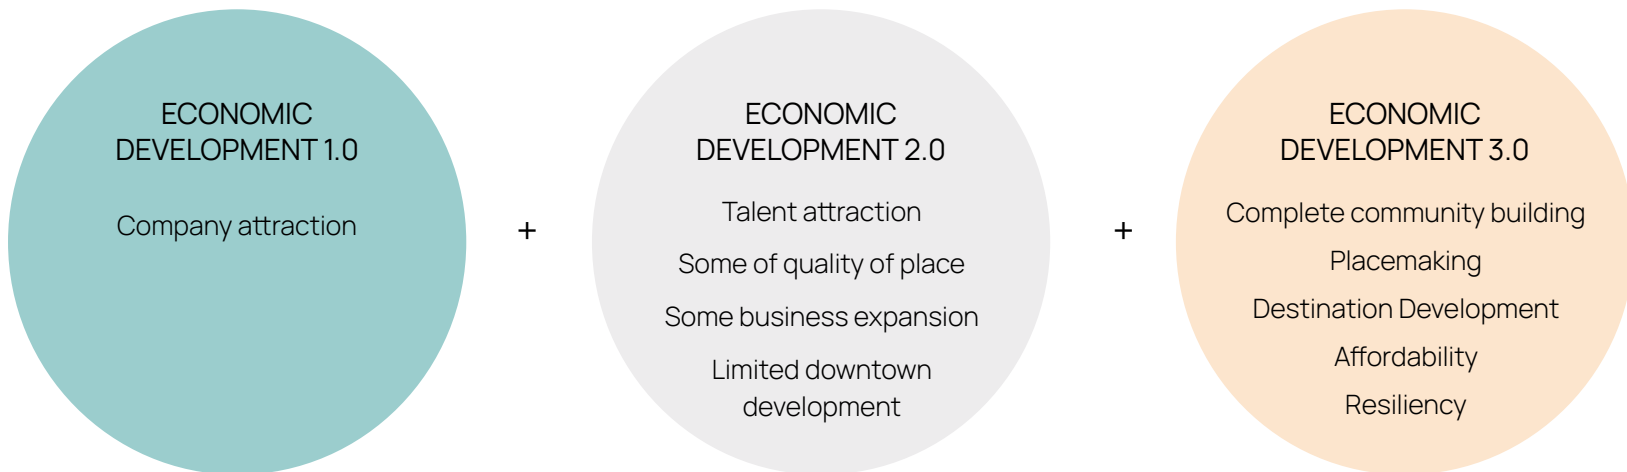 ECONOMIC
DEVELOPMENT 1.0
Company attraction
+
ECONOMIC
DEVELOPMENT 2.0
Talent attraction
Some of quality of place
Some business expansion
Limited downtown
development
+
ECONOMIC
DEVELOPMENT 3.0
Complete community building
Placemaking
Destination Development
Affordability
Resiliency